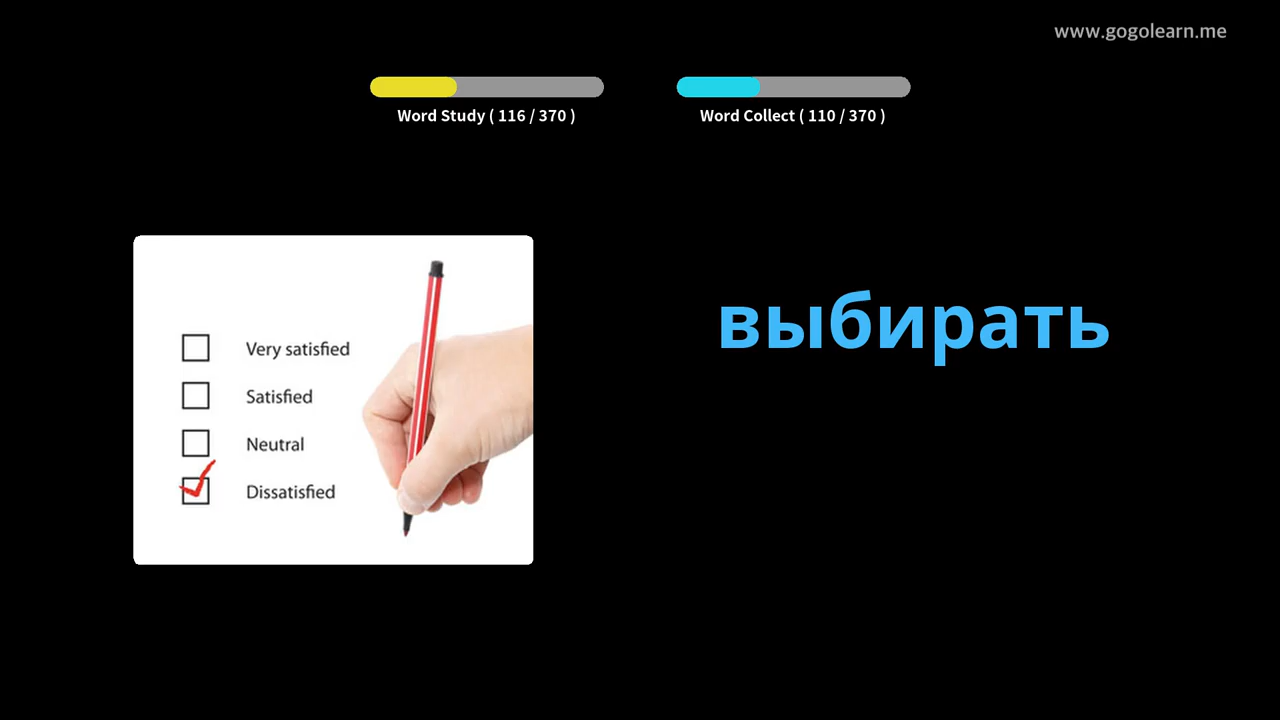 www.gogolearn.me
Word Study ( 116 / 370 )
Word Collect ( 110 / 370 )
Very satisfied
Satisfied
Neutral
Dissatisfied
выбирать